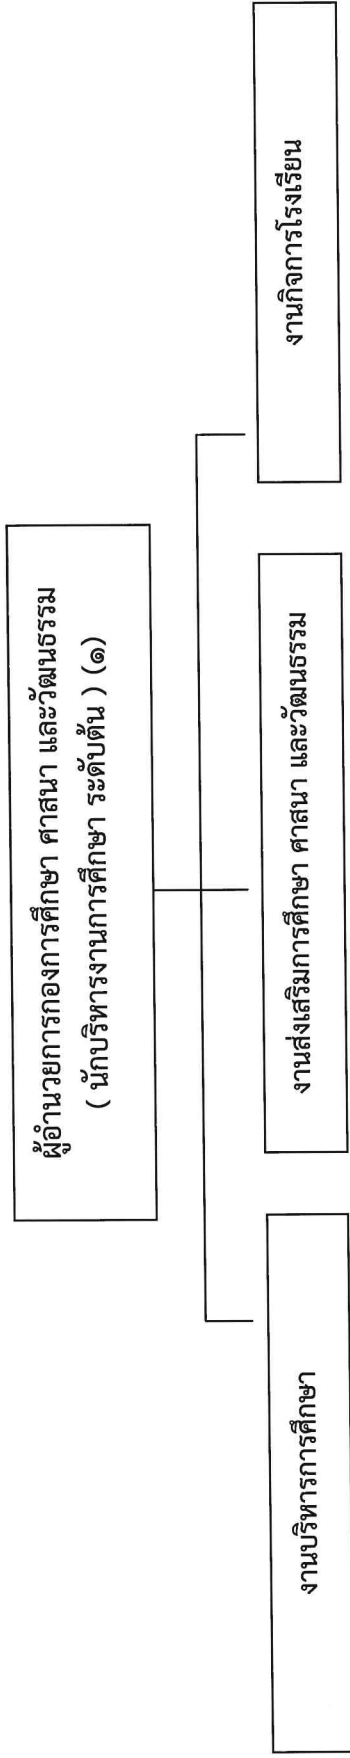 ผู้อำนวยการกองการศึกษา ศาสนา และวัฒนธรรม
( นักบริหารงานการศึกษา ระดับต้น ) (๑)
งานบริหารการศึกษา
งานส่งเสริมการศึกษา ศาสนา และวัฒนธรรม
งานกิจการโรงเรียน